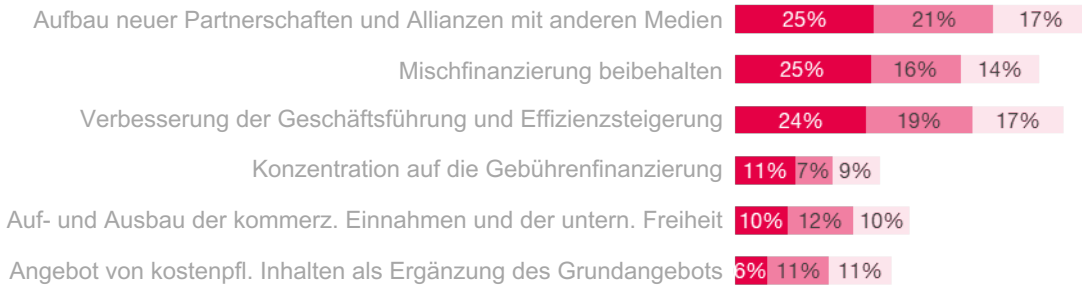 Aufbau neuer Partnerschaften und Allianzen mit anderen Medien 25% 21% 17%
Mischfinanzierung beibehalten 25% 16% 14%
Verbesserung der Geschäftsführung und Effizienzsteigerung 24% 19% 17%
Konzentration auf die Gebührenfinanzierung 11% 7% 9%
Auf- und Ausbau der kommerz. Einnahmen und der untern. Freiheit 10% 12% 10%
Angebot von kostenpfl. Inhalten als Ergänzung des Grundangebots 6% 11% 11%